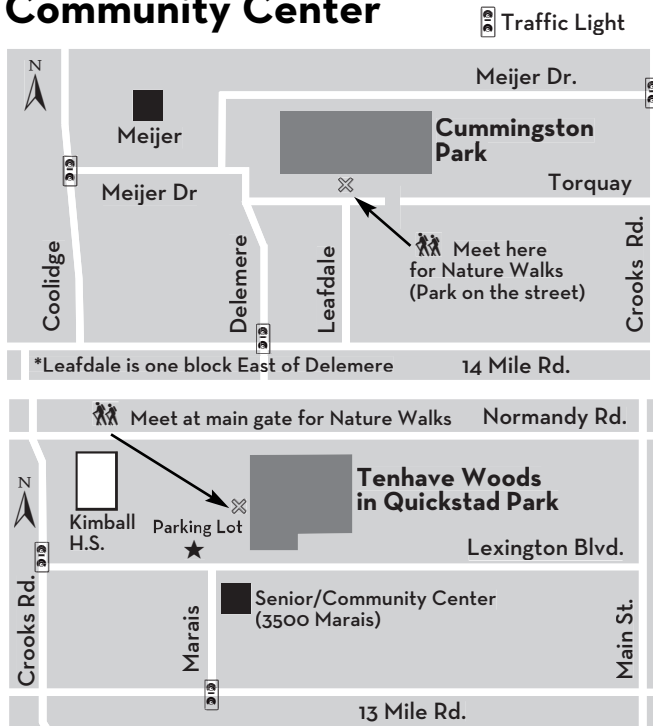 Community Center
Traffic Light
N
Meijer Dr.
Meijer
Cummingston
Park
Meijer Dr
Torquay
Coolidge
Delemere
Leafdale
Meet here
for Nature Walks
(Park on the street)
Crooks Rd.
*Leafdale is one block East of Delemere
14 Mile Rd.
Meet at main gate for Nature Walks
Normandy Rd.
N
Kimball
H.S.
Parking Lot
Tenhave Woods
in Quickstad Park
Lexington Blvd.
Crooks Rd.
Marais
Senior/Community Center
(3500 Marais)
Main St.
13 Mile Rd.